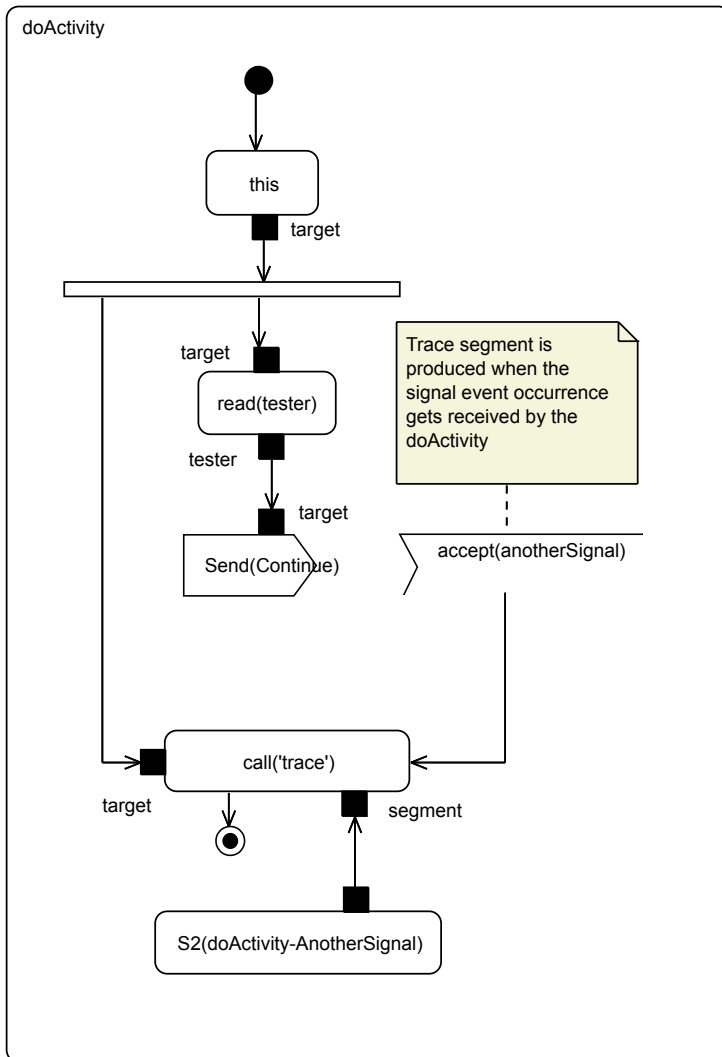 doActivity
this
target
target
read(tester)
tester
target
Send(Continue)
Trace segment is
produced when the
signal event occurrence
gets received by the
doActivity
accept(anotherSignal)
call('trace')
target
segment
S2(doActivity-AnotherSignal)